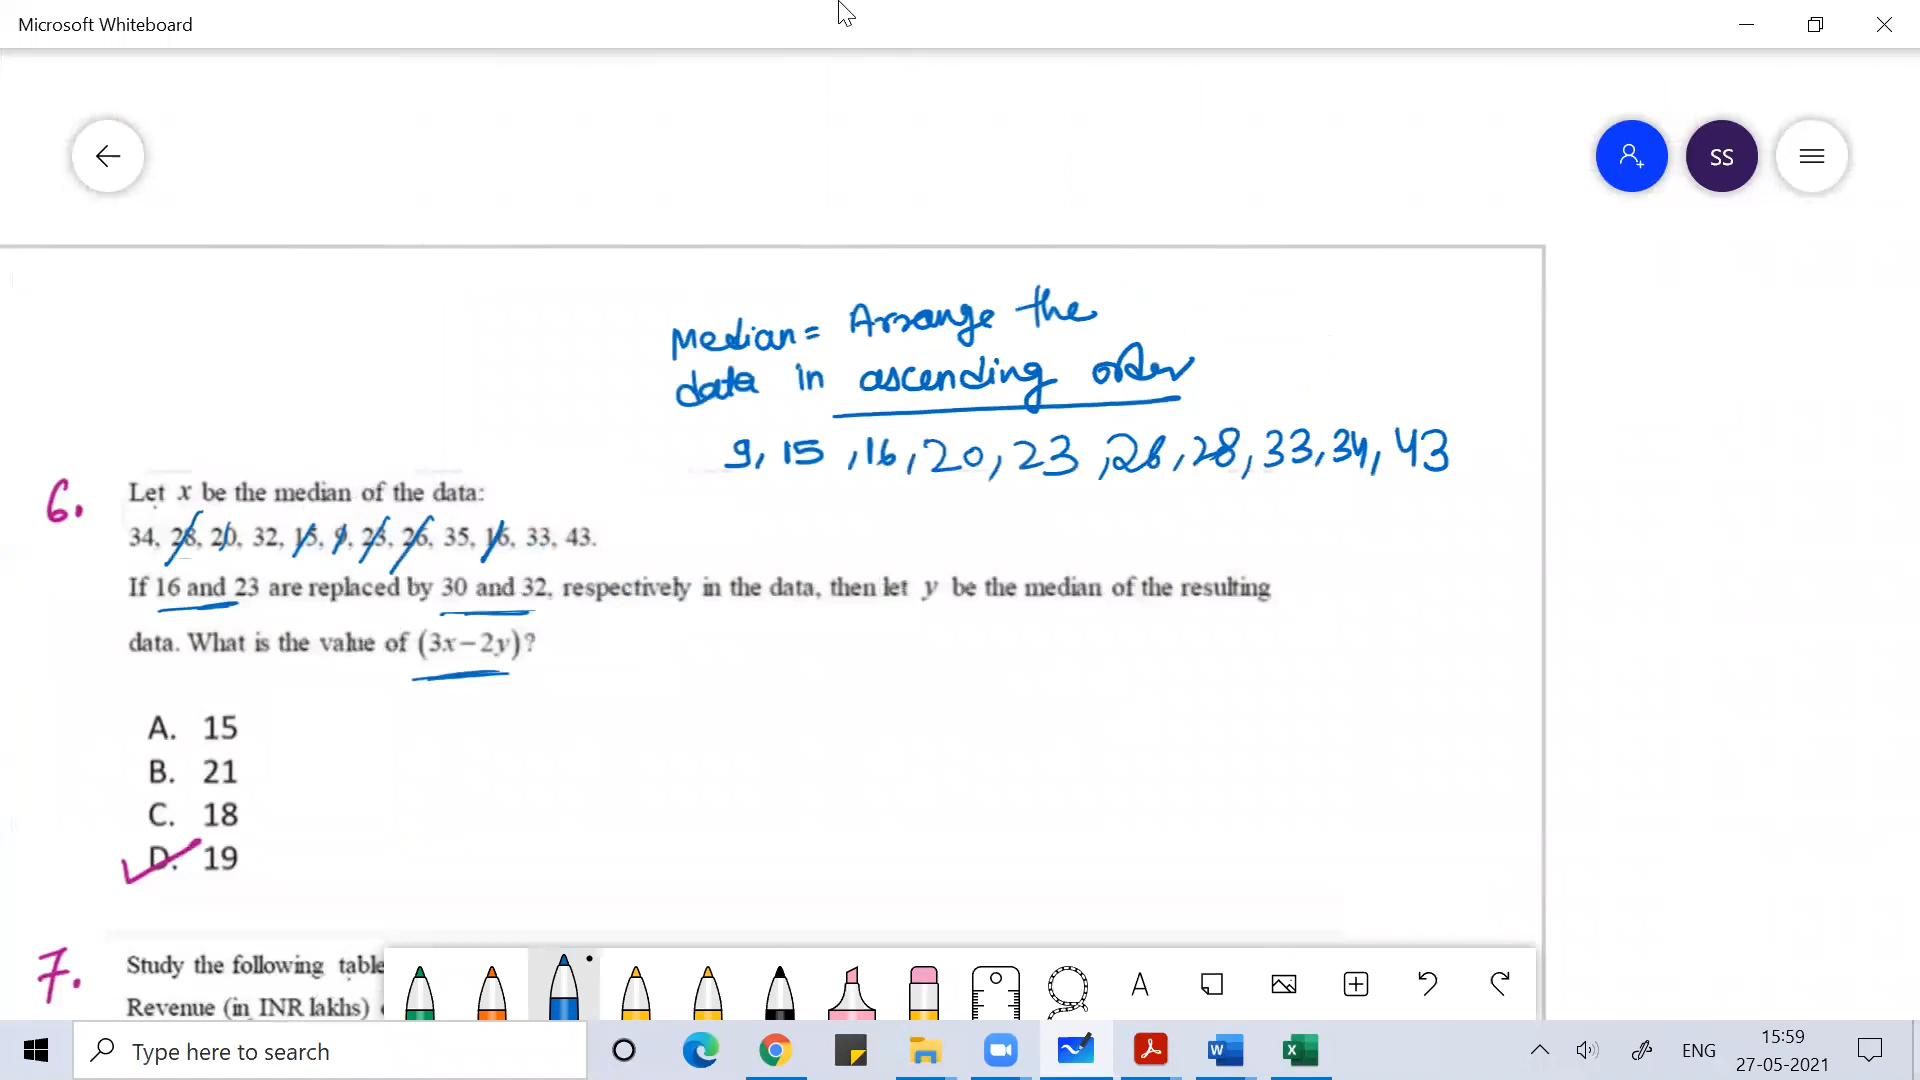 Microsoft Whiteboard
SS
Median = Arrange the
data in ascending order
9, 15, 16, 20, 23, 26, 28, 33, 34, 43
6. Let x be the median of the data:
34, 28, 20, 32, 15, 9, 23, 26, 35, 16, 33, 43.
If 16 and 23 are replaced by 30 and 32, respectively in the data, then let y be the median of the resulting
data. What is the value of (3x−2y)?
A. 15
B. 21
C. 18
D. 19
7. Study the following table
Revenue (in INR lakhs)
A
Type here to search
W
X
ENG
15:59
27-05-2021